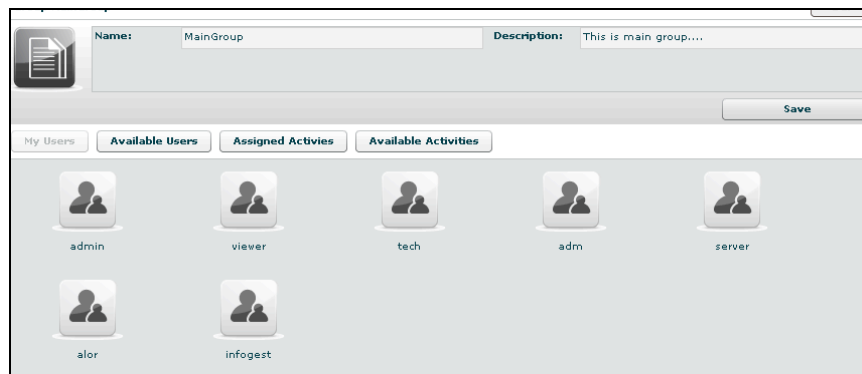 Name: MainGroup Description: This is main group....
Save
My Users Available Users Assigned Activies Available Activities
admin viewer tech adm server
alor infogest